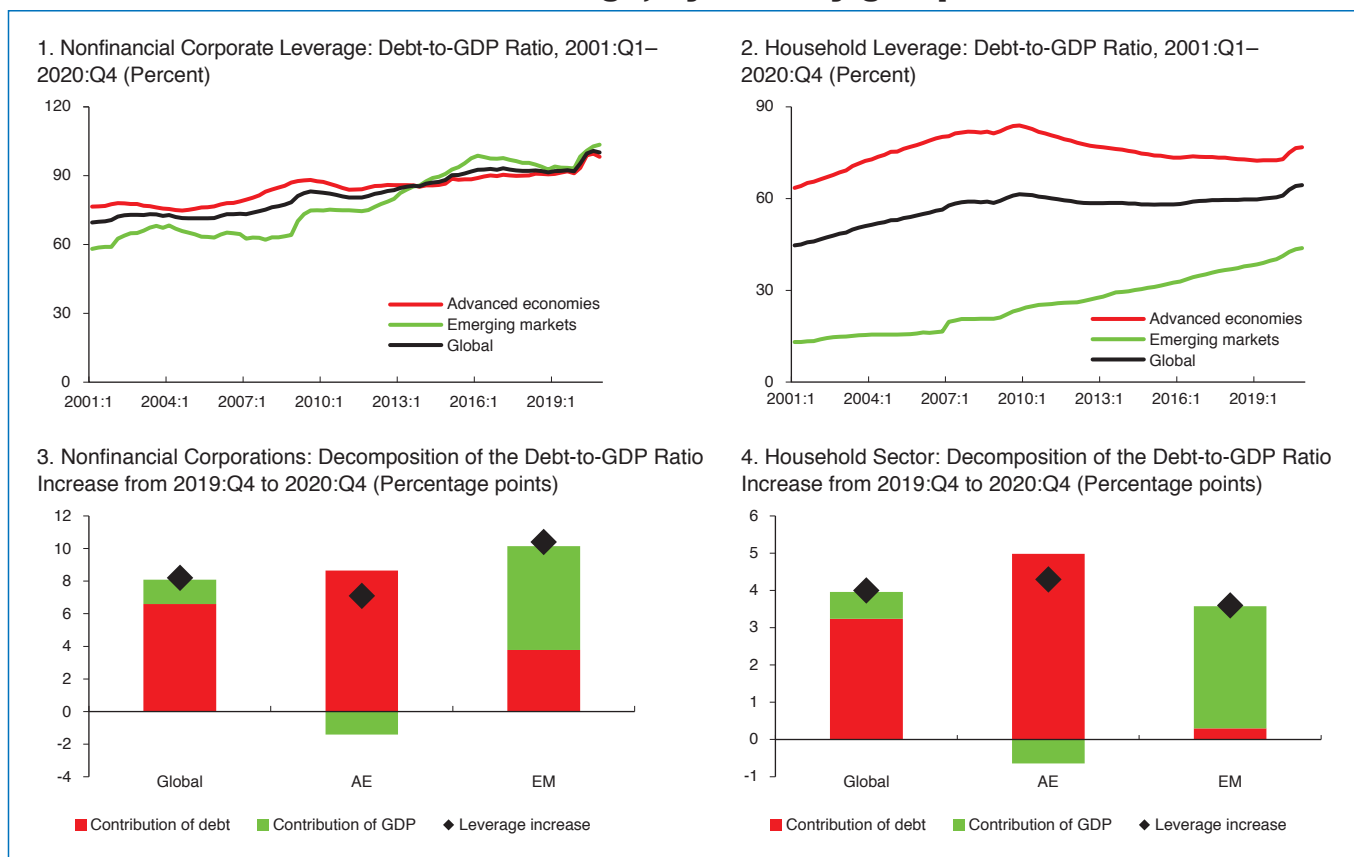 1. Nonfinancial Corporate Leverage: Debt-to-GDP Ratio, 2001:Q1–
2020:Q4 (Percent)
120
90
60
30
0
Advanced economies
Emerging markets
Global
2001:1 2004:1 2007:1 2010:1 2013:1 2016:1 2019:1
2. Household Leverage: Debt-to-GDP Ratio, 2001:Q1–
2020:Q4 (Percent)
90
60
30
0
Advanced economies
Emerging markets
Global
2001:1 2004:1 2007:1 2010:1 2013:1 2016:1 2019:1
3. Nonfinancial Corporations: Decomposition of the Debt-to-GDP Ratio
Increase from 2019:Q4 to 2020:Q4 (Percentage points)
12
10
8
6
4
2
0
-2
-4
Global AE EM
Contribution of debt Contribution of GDP Leverage increase
4. Household Sector: Decomposition of the Debt-to-GDP Ratio
Increase from 2019:Q4 to 2020:Q4 (Percentage points)
6
5
4
3
2
1
0
-1
Global AE EM
Contribution of debt Contribution of GDP Leverage increase